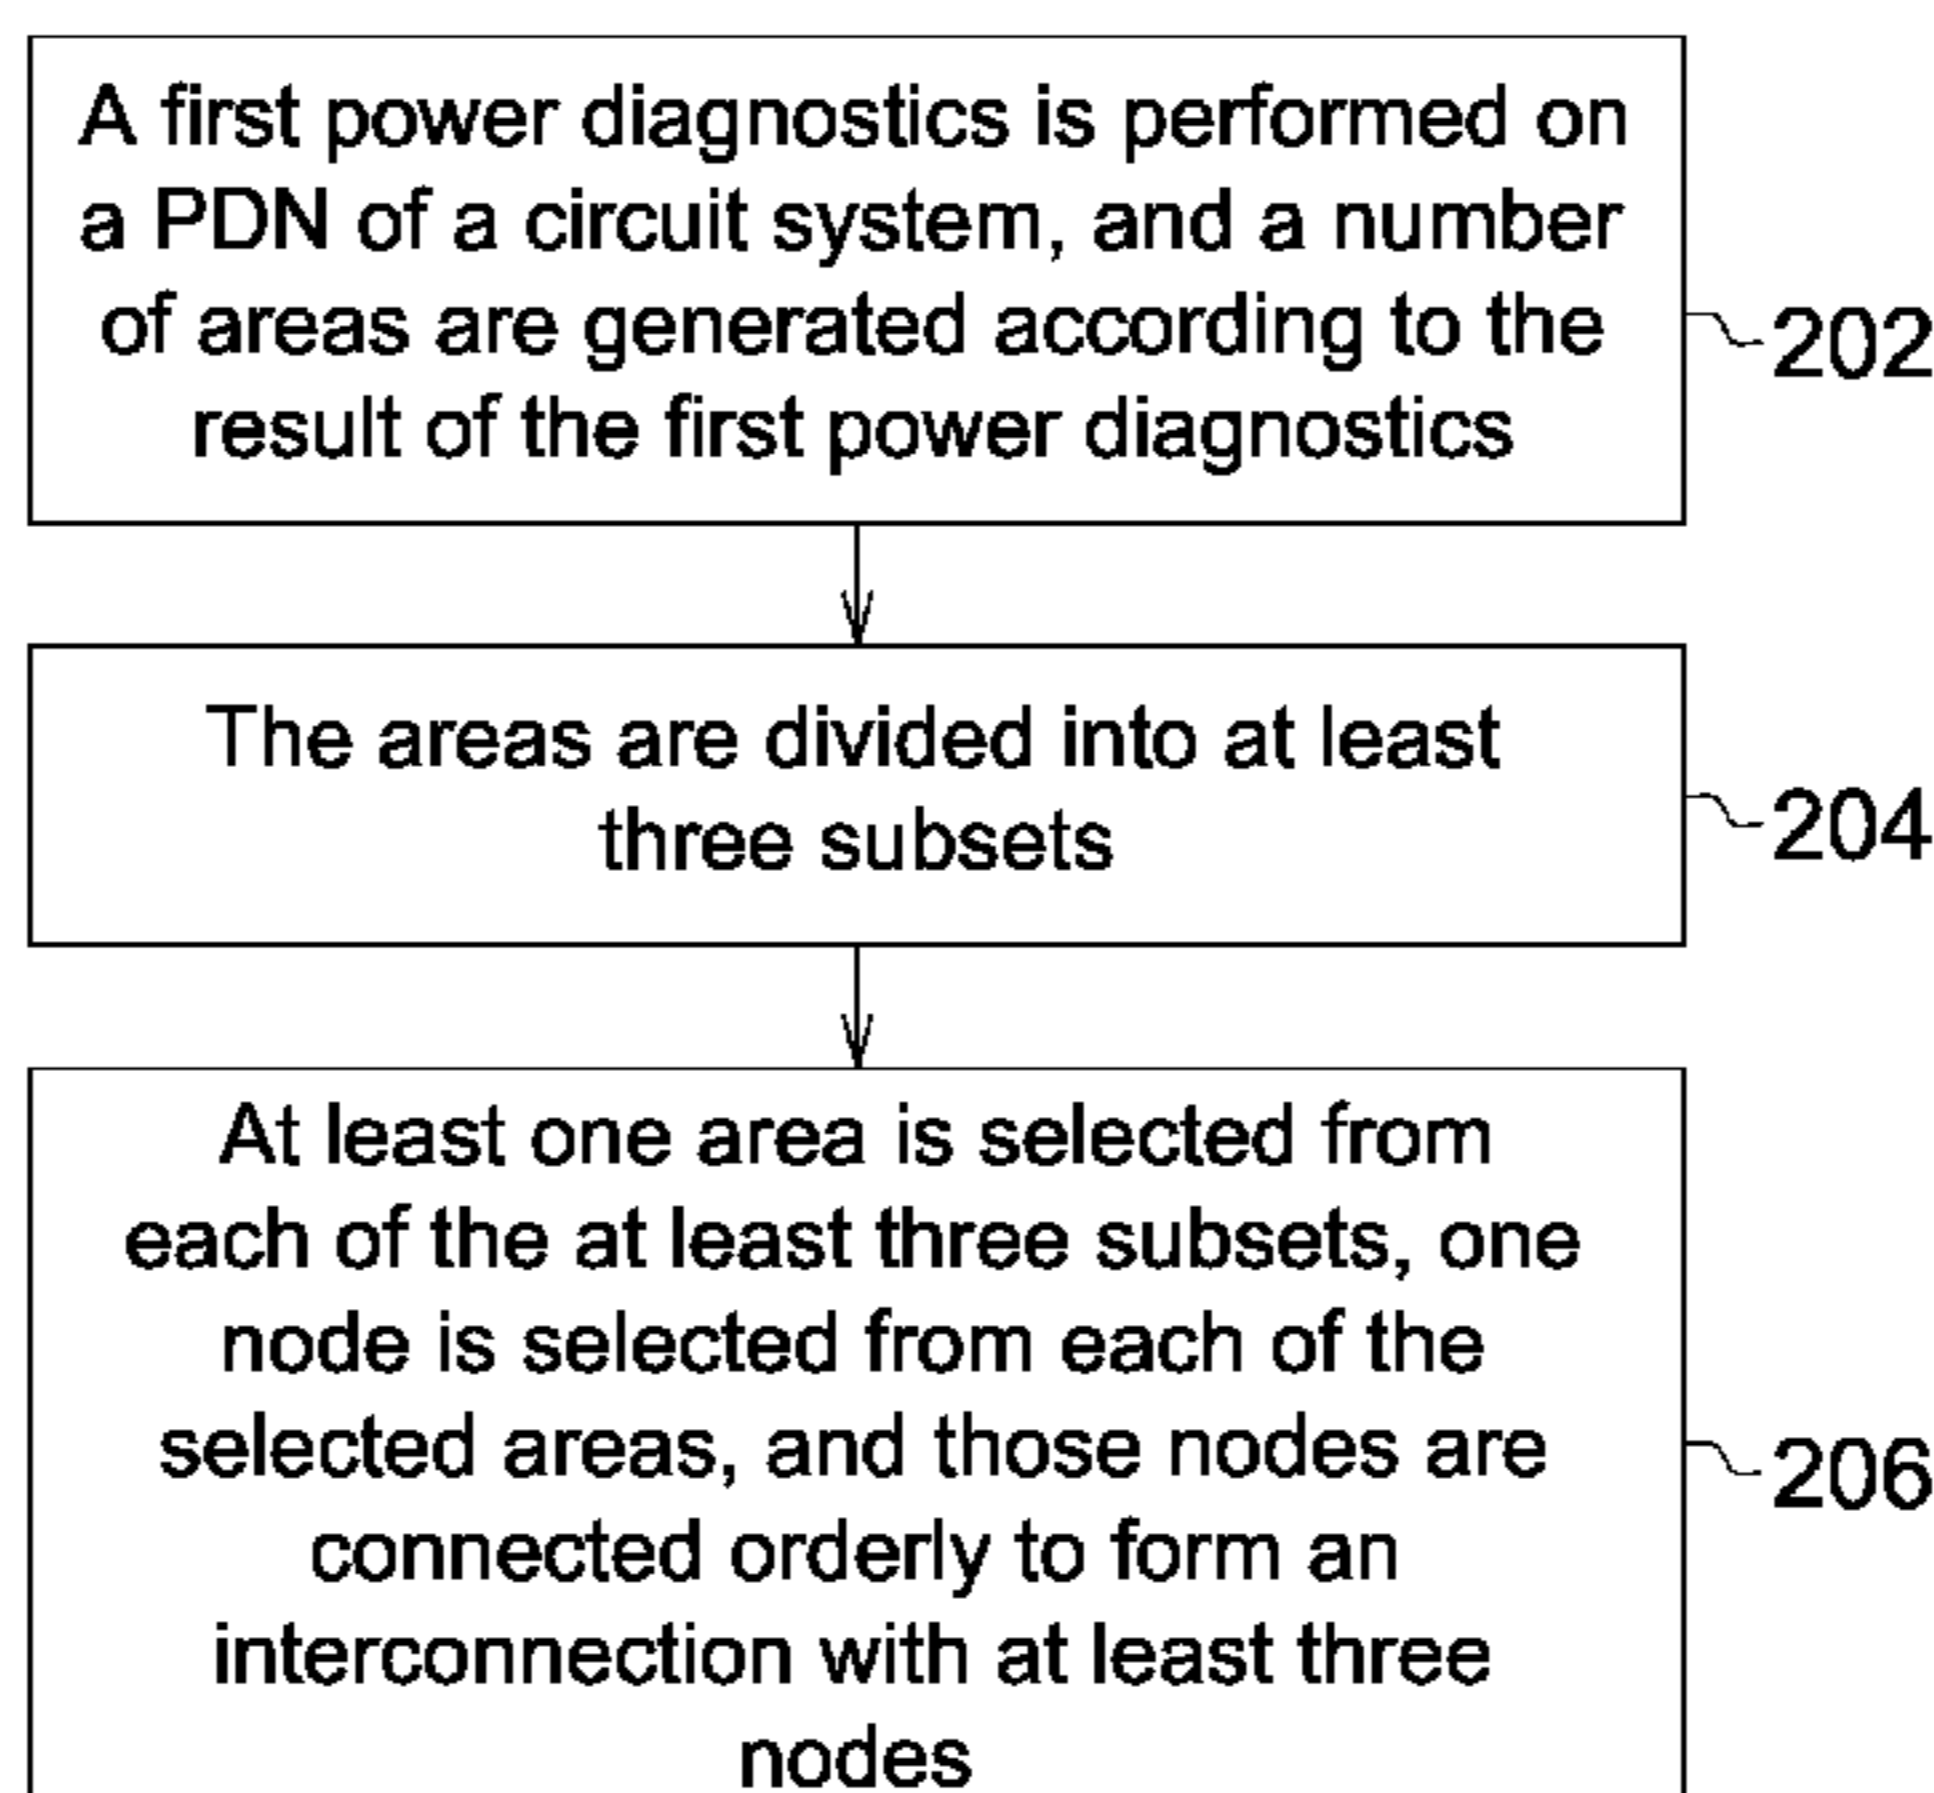 A first power diagnostics is performed on
a PDN of a circuit system, and a number
of areas are generated according to the
result of the first power diagnostics
202
The areas are divided into at least
three subsets
204
At least one area is selected from
each of the at least three subsets, one
node is selected from each of the
selected areas, and those nodes are
connected orderly to form an
interconnection with at least three
nodes
206